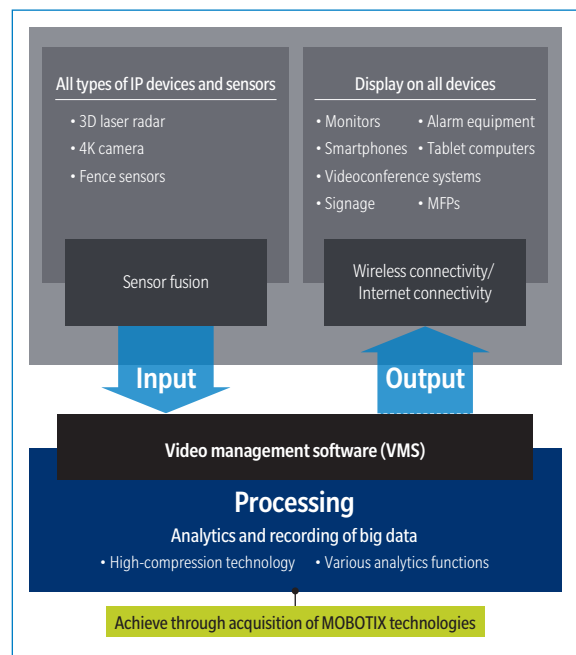 All types of IP devices and sensors
• 3D laser radar
• 4K camera
• Fence sensors
Sensor fusion
Display on all devices
• Monitors • Alarm equipment
• Smartphones • Tablet computers
• Videoconference systems
• Signage • MFPs
Wireless connectivity/
Internet connectivity
Input
Output
Video management software (VMS)
Processing
Analytics and recording of big data
• High-compression technology • Various analytics functions
Achieve through acquisition of MOBOTIX technologies